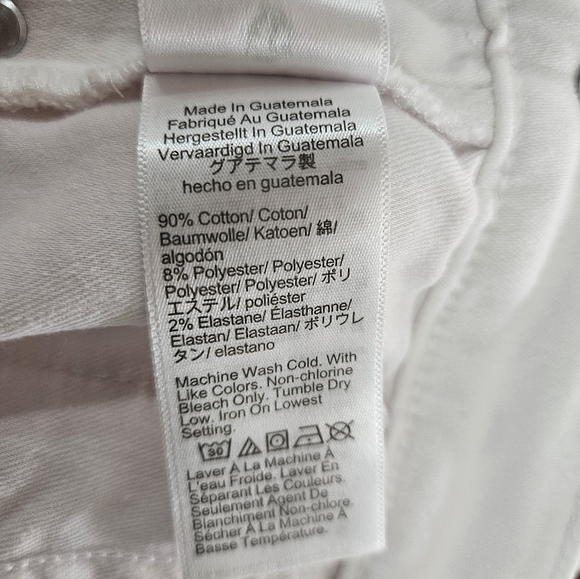 Made In Guatemala
Fabriqué Au Guatemala
Hergestellt In Guatemala
Vervaardigd In Guatemala
グアテマラ製
hecho en guatemala
90% Cotton/ Coton/
Baumwolle/ Katoen/ 綿/
algodón
8% Polyester/ Polyester/
Polyester/ Polyester/ ポリ
エステル/ poliéster
2% Elastane/ Élasthanne/
Elastan/ Elastaan/ ポリウレ
タン/ elastano
Machine Wash Cold. With
Like Colors. Non-chlorine
Bleach Only. Tumble Dry
Low. Iron On Lowest
Setting.
30
Laver À La Machine À
L'eau Froide. Laver En
Séparant Les Couleurs.
Seulement Agent De
Blanchiment Non-chlore.
Sécher À La Machine À
Basse Température.